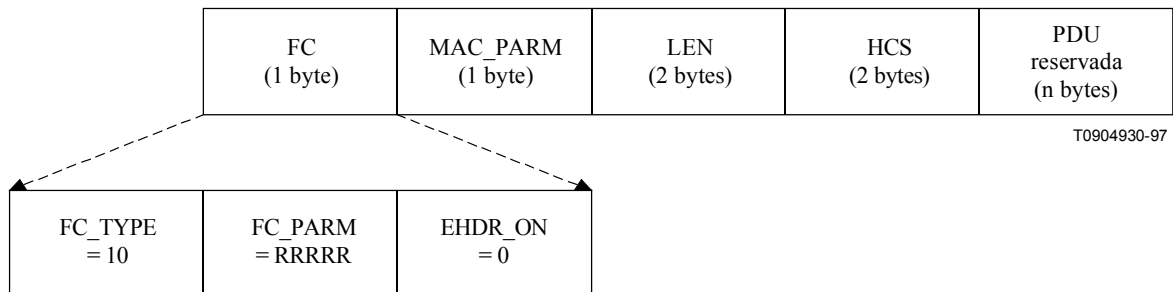 FC
(1 byte)
MAC_PARM
(1 byte)
LEN
(2 bytes)
HCS
(2 bytes)
PDU
reservada
(n bytes)
T0904930-97
FC_TYPE
= 10
FC_PARM
= RRRRR
EHDR_ON
= 0